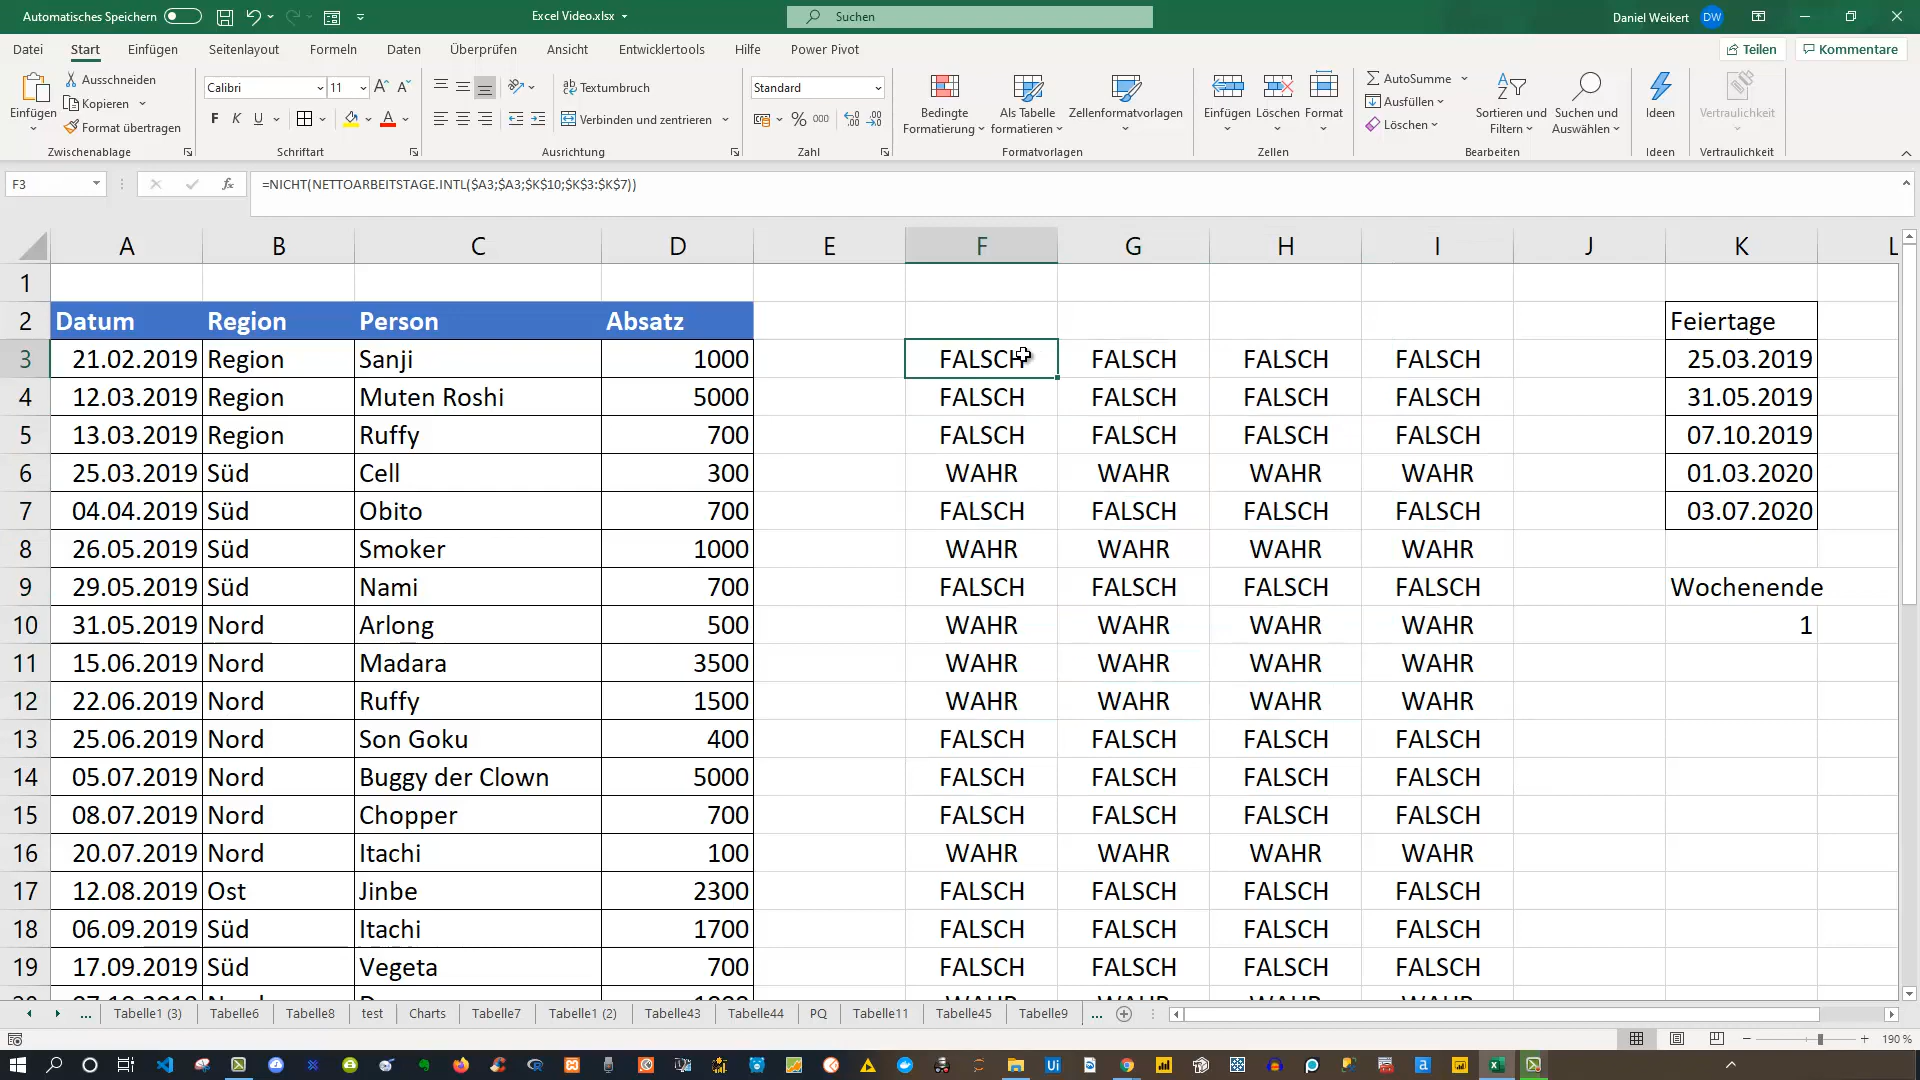 Automatisches Speichern
Excel Video.xlsx
Suchen
Daniel Weikert
DW
Datei Start Einfügen Seitenlayout Formeln Daten Überprüfen Ansicht Entwicklertools Hilfe Power Pivot
Teilen Kommentare
Einfügen
Ausschneiden
Kopieren
Format übertragen
Zwischenablage
Calibri 11
F K U
Schriftart
Textumbruch
Verbinden und zentrieren
Ausrichtung
Standard
% 000
Zahl
Bedingte Formatierung
Als Tabelle formatieren
Zellenformatvorlagen
Formatvorlagen
Einfügen Löschen Format
Zellen
AutoSumme
Ausfüllen
Löschen
Sortieren und Filtern
Suchen und Auswählen
Bearbeiten
Ideen
Ideen
Vertraulichkeit
Vertraulichkeit
F3
fx
=NICHT(NETTOARBEITSTAGE.INTL($A3;$A3;$K$10;$K$3:$K$7))
A B C D E F G H I J K L
1
2 Datum Region Person Absatz Feiertage
3 21.02.2019 Region Sanji 1000 FALSCH FALSCH FALSCH FALSCH 25.03.2019
4 12.03.2019 Region Muten Roshi 5000 FALSCH FALSCH FALSCH FALSCH 31.05.2019
5 13.03.2019 Region Ruffy 700 FALSCH FALSCH FALSCH FALSCH 07.10.2019
6 25.03.2019 Süd Cell 300 WAHR WAHR WAHR WAHR 01.03.2020
7 04.04.2019 Süd Obito 700 FALSCH FALSCH FALSCH FALSCH 03.07.2020
8 26.05.2019 Süd Smoker 1000 WAHR WAHR WAHR WAHR
9 29.05.2019 Süd Nami 700 FALSCH FALSCH FALSCH FALSCH Wochenende
10 31.05.2019 Nord Arlong 500 WAHR WAHR WAHR WAHR 1
11 15.06.2019 Nord Madara 3500 WAHR WAHR WAHR WAHR
12 22.06.2019 Nord Ruffy 1500 WAHR WAHR WAHR WAHR
13 25.06.2019 Nord Son Goku 400 FALSCH FALSCH FALSCH FALSCH
14 05.07.2019 Nord Buggy der Clown 5000 FALSCH FALSCH FALSCH FALSCH
15 08.07.2019 Nord Chopper 700 FALSCH FALSCH FALSCH FALSCH
16 20.07.2019 Nord Itachi 100 WAHR WAHR WAHR WAHR
17 12.08.2019 Ost Jinbe 2300 FALSCH FALSCH FALSCH FALSCH
18 06.09.2019 Süd Itachi 1700 FALSCH FALSCH FALSCH FALSCH
19 17.09.2019 Süd Vegeta 700 FALSCH FALSCH FALSCH FALSCH
... Tabelle1 (3) Tabelle6 Tabelle8 test Charts Tabelle7 Tabelle1 (2) Tabelle43 Tabelle44 PQ Tabelle11 Tabelle45 Tabelle9 ...
190 %